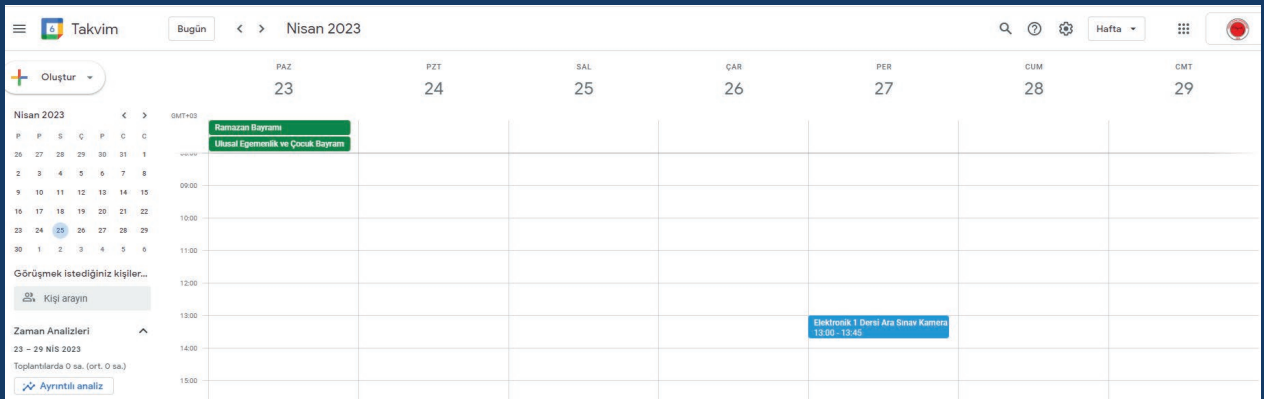 6 Takvim
Bugün
Nisan 2023
Hafta
Oluştur
Nisan 2023
P P S Ç P C C
26 27 28 29 30 31 1
2 3 4 5 6 7 8
9 10 11 12 13 14 15
16 17 18 19 20 21 22
23 24 25 26 27 28 29
30 1 2 3 4 5 6
Görüşmek istediğiniz kişiler...
Kişi arayın
Zaman Analizleri
23 – 29 NİS 2023
Toplantılarda 0 sa. (ort. 0 sa.)
Ayrıntılı analiz
PAZ PZT SAL ÇAR PER CUM CMT
23 24 25 26 27 28 29
GMT+03
Ramazan Bayramı
Ulusal Egemenlik ve Çocuk Bayram
09:00
10:00
11:00
12:00
13:00
Elektronik 1 Dersi Ara Sınav Kamera
13:00 - 13:45
14:00
15:00